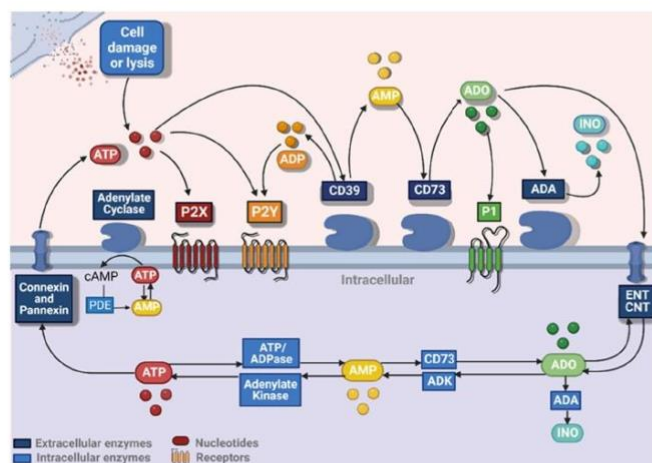 Cell
damage
or lysis
AMP
ADO
INO
ATP
ADP
CD39
CD73
ADA
Adenylate
Cyclase
P2X
P2Y
P1
cAMP
ATP
PDE
AMP
Intracellular
Connexin
and
Pannexin
ENT
CNT
ATP/
ADPase
CD73
ATP
AMP
ADO
Adenylate
Kinase
ADK
ADA
INO
Extracellular enzymes
Nucleotides
Intracellular enzymes
Receptors